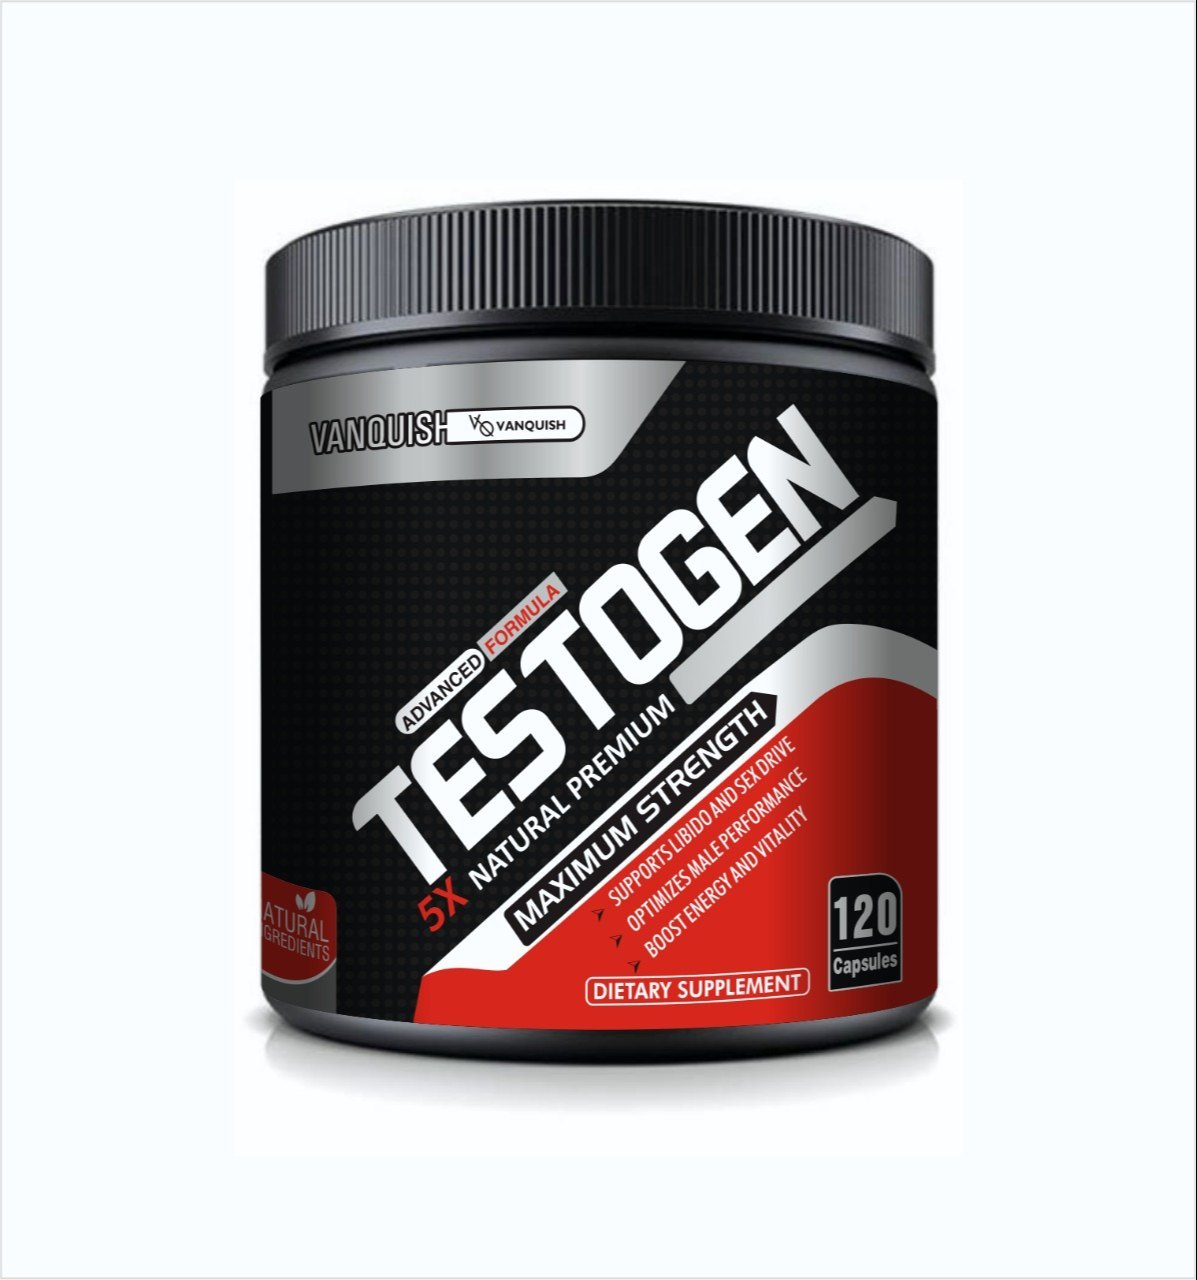 VANQUISH
VQ VANQUISH
ADVANCED FORMULA
TESTOGEN
5X NATURAL PREMIUM
MAXIMUM STRENGTH
SUPPORTS LIBIDO AND SEX DRIVE
OPTIMIZES MALE PERFORMANCE
BOOST ENERGY AND VITALITY
ATURAL
GREDIENTS
120
Capsules
DIETARY SUPPLEMENT